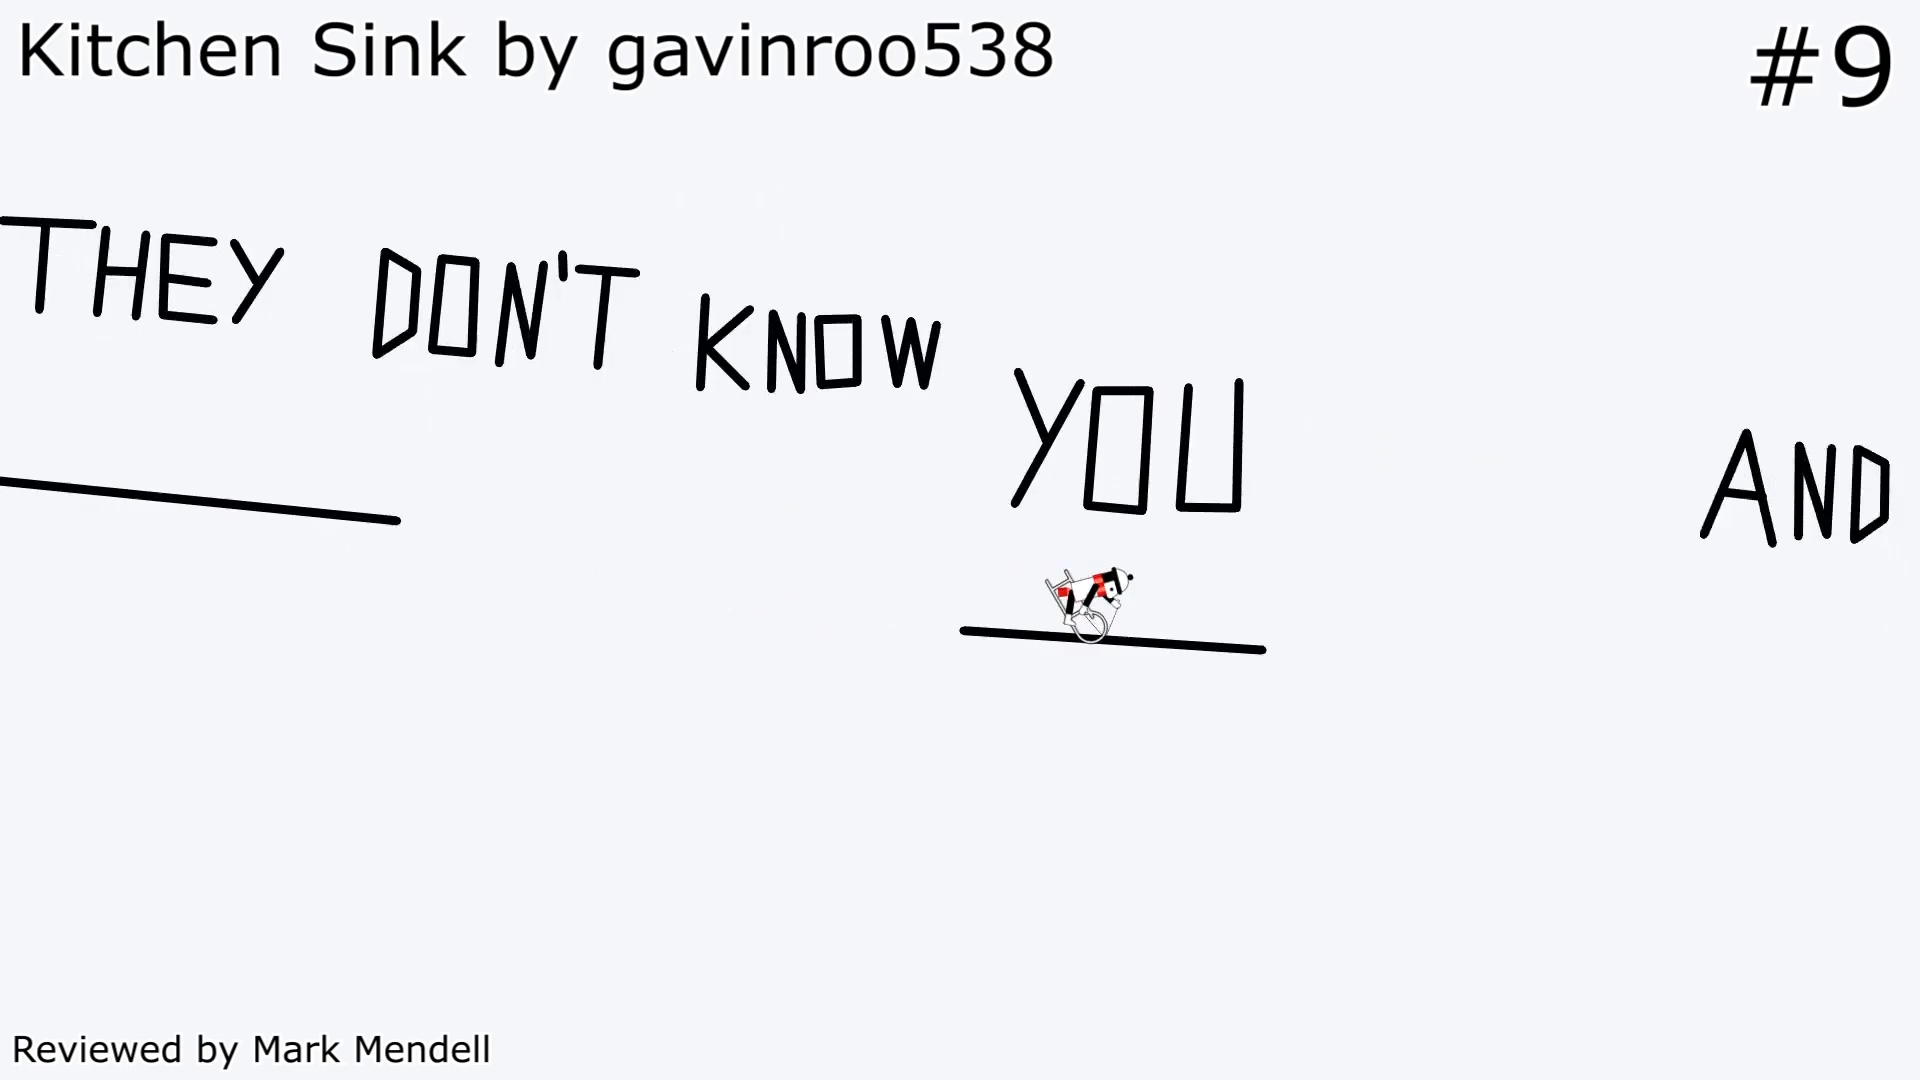 Kitchen Sink by gavinroo538
#9
THEY DON'T KNOW YOU AND
Reviewed by Mark Mendell